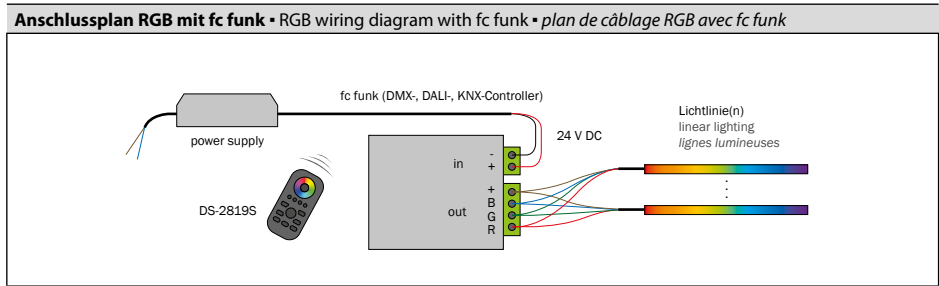 Anschlussplan RGB mit fc funk ▪ RGB wiring diagram with fc funk ▪ plan de câblage RGB avec fc funk
fc funk (DMX-, DALI-, KNX-Controller)
power supply
24 V DC
Lichtlinie(n)
linear lighting
lignes lumineuses
in
-
+
DS-2819S
out
+
B
G
R